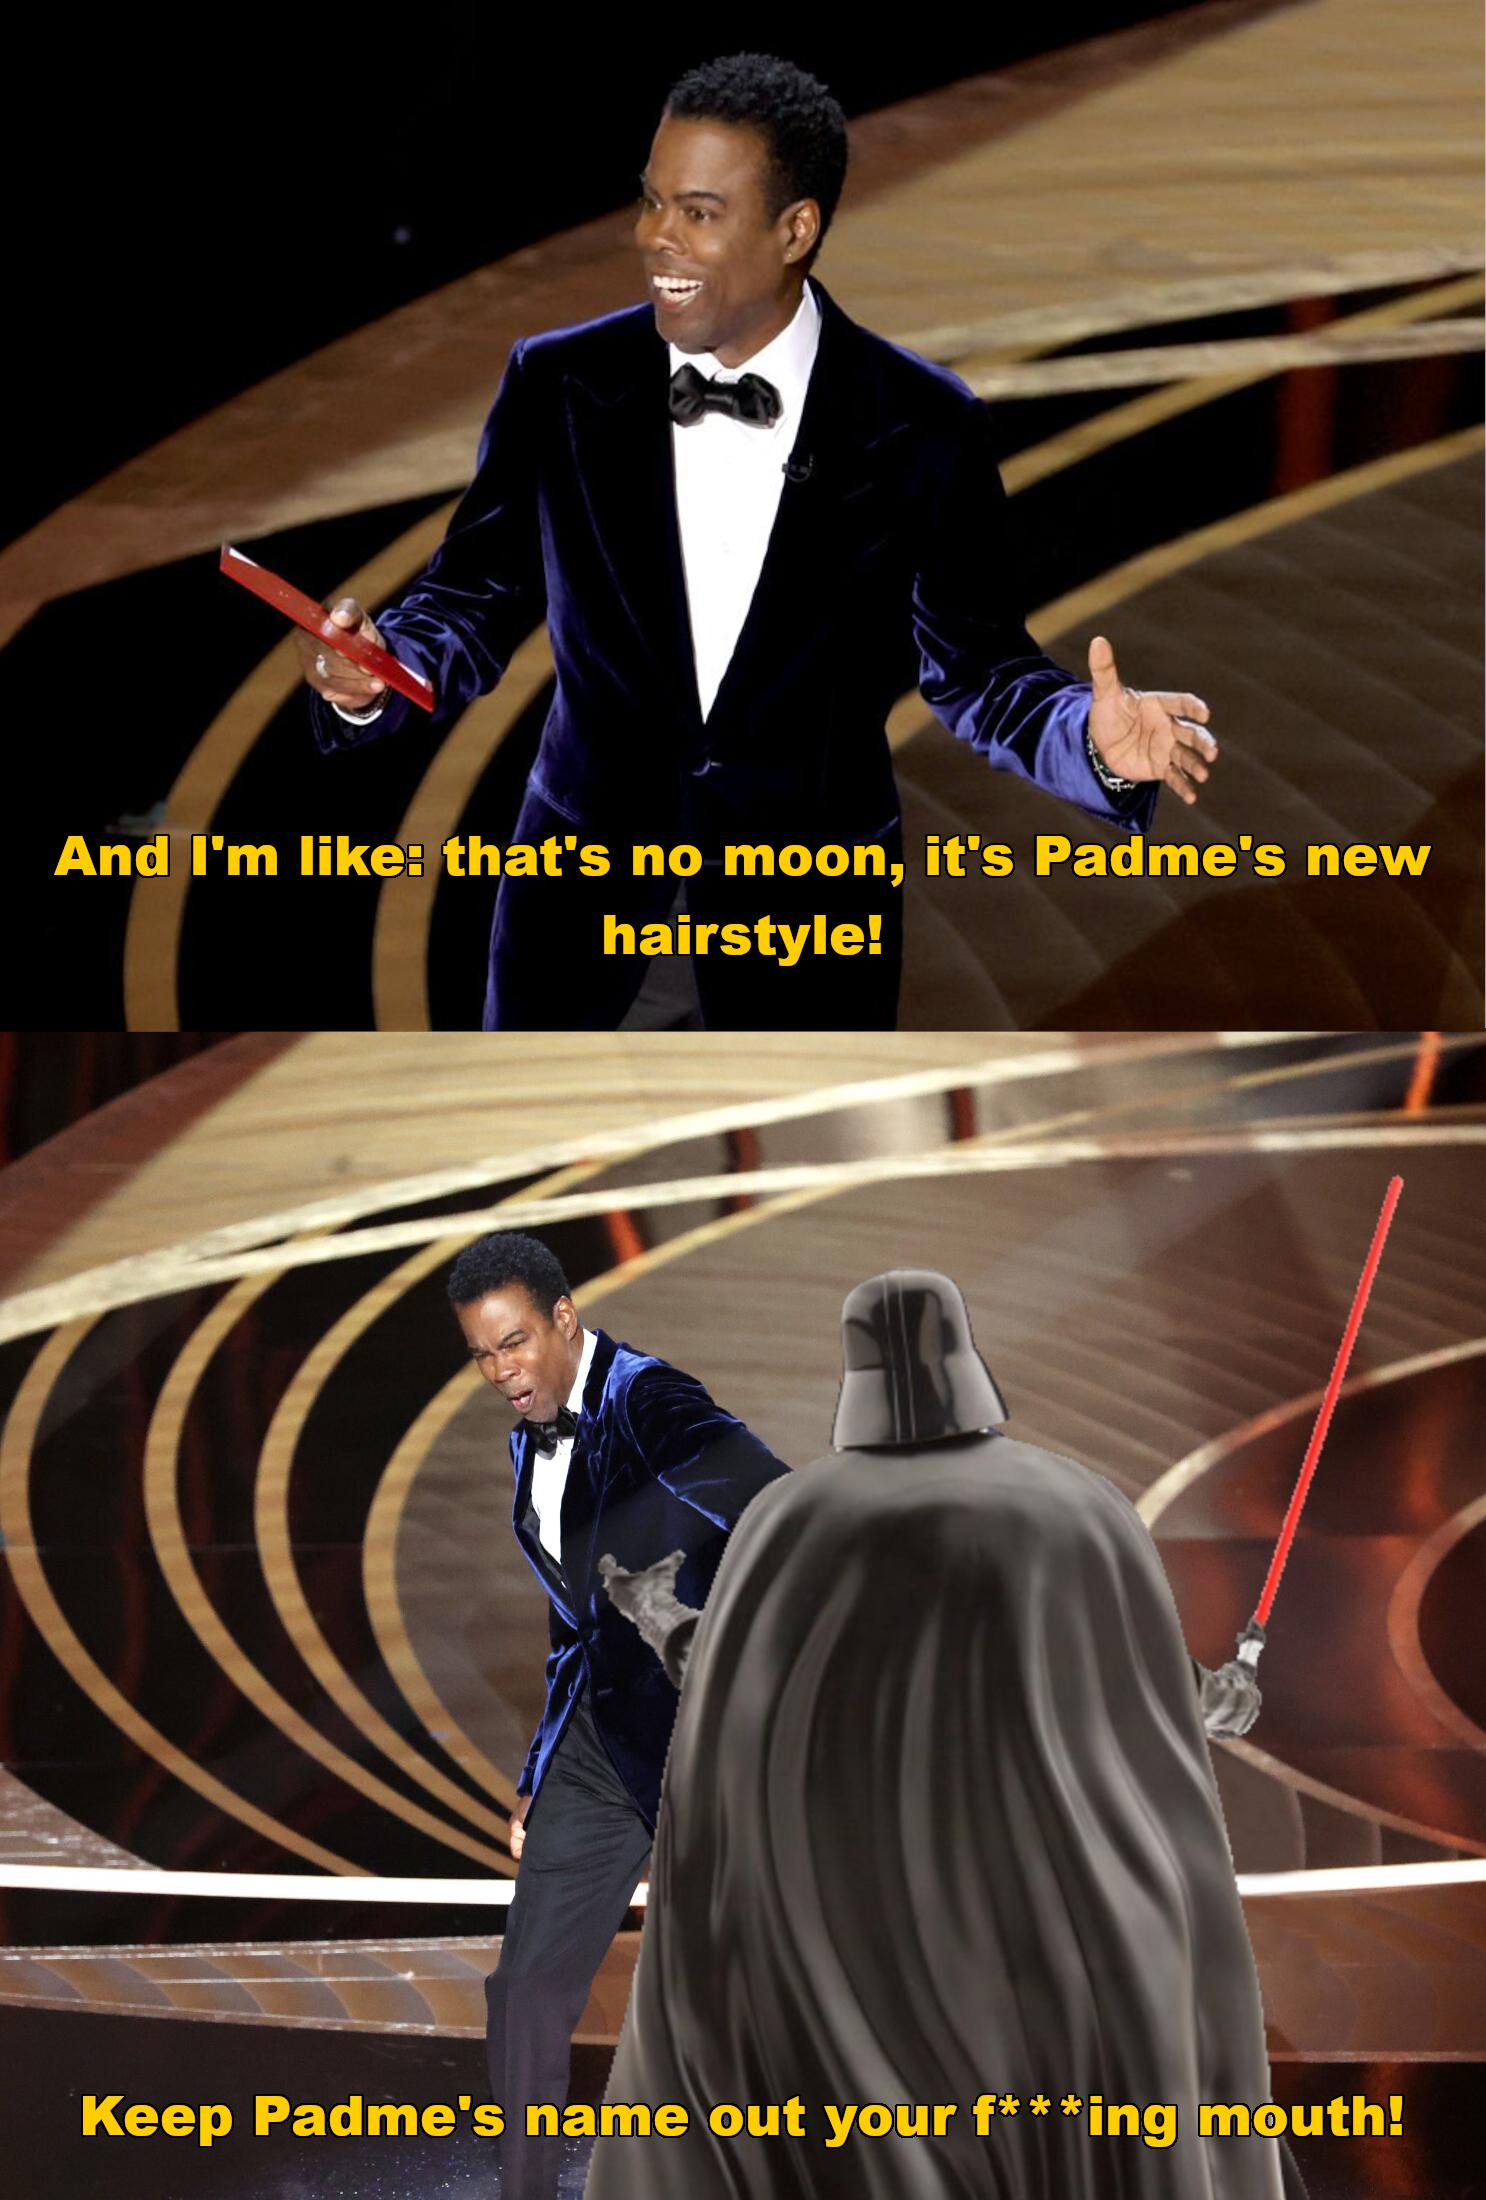 And I'm like: that's no moon, it's Padme's new
hairstyle!
Keep Padme's name out your f***ing mouth!